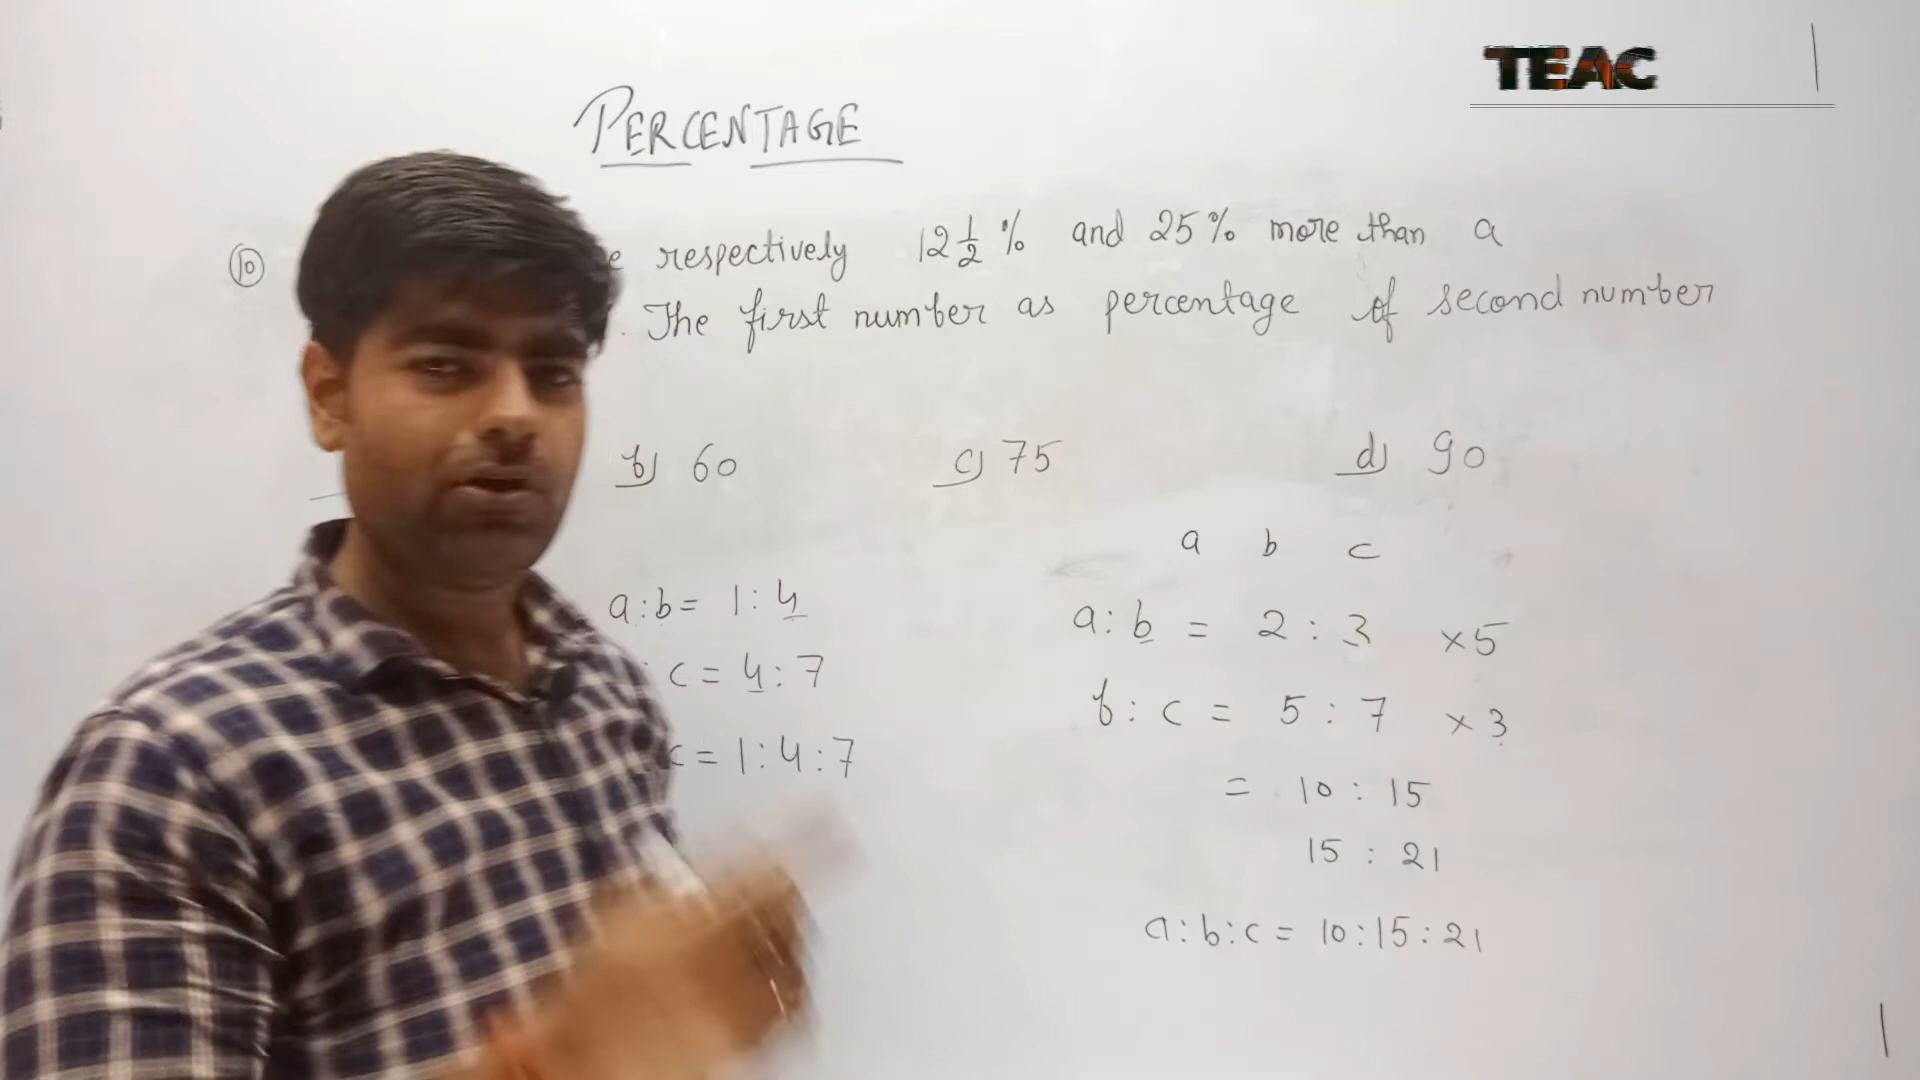 TEAC
PERCENTAGE
10 respectively 12 1/2 % and 25% more than a
. The first number as percentage of second number
b) 60 c) 75 d) 90
a b c
a:b = 1:4
c = 4:7
c = 1:4:7
a:b = 2:3 ×5
b:c = 5:7 ×3
= 10:15
15:21
a:b:c = 10:15:21